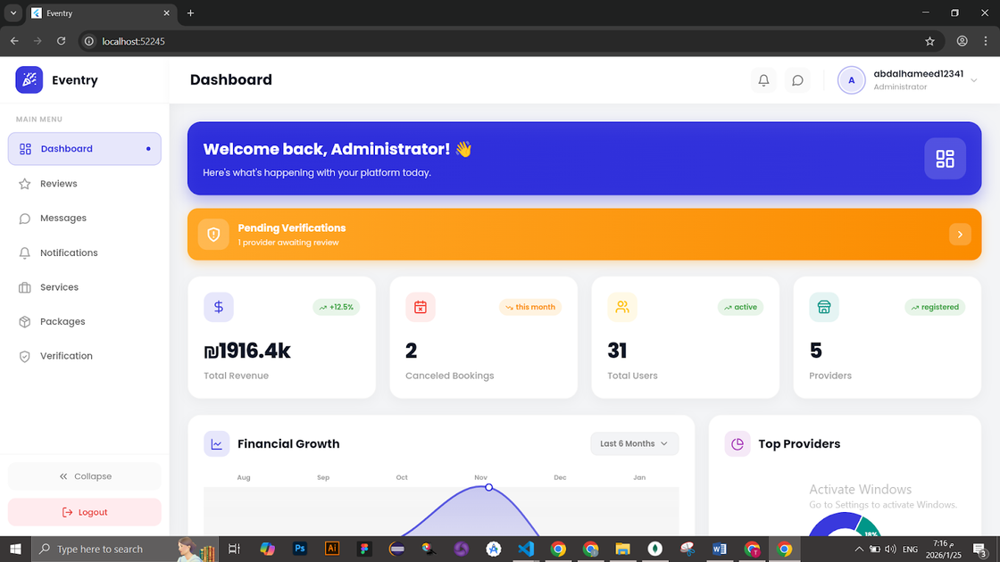 Eventry
localhost:52245
Eventry
Dashboard
abdalhameed12341
Administrator
A
MAIN MENU
Dashboard
Reviews
Messages
Notifications
Services
Packages
Verification
Collapse
Logout
Welcome back, Administrator! 👋
Here's what's happening with your platform today.
Pending Verifications
1 provider awaiting review
+12.5%
₪1916.4k
Total Revenue
this month
2
Canceled Bookings
active
31
Total Users
registered
5
Providers
Financial Growth
Last 6 Months
Aug Sep Oct Nov Dec Jan
Top Providers
18%
Activate Windows
Go to Settings to activate Windows.
Type here to search
Ps
Ai
W
T
ENG
7:16 م
2026/1/25
3